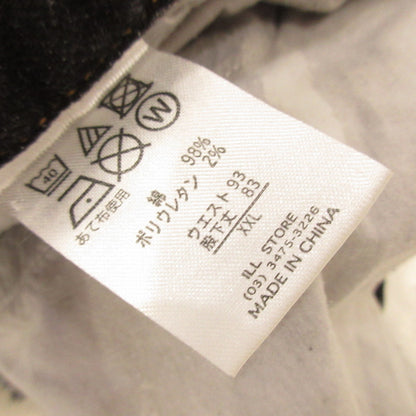 40
W
あて布使用
綿 98%
ポリウレタン 2%
ウエスト 93
股下丈 83
XXL
ILL STORE
(03) 3475-3226
MADE IN CHINA